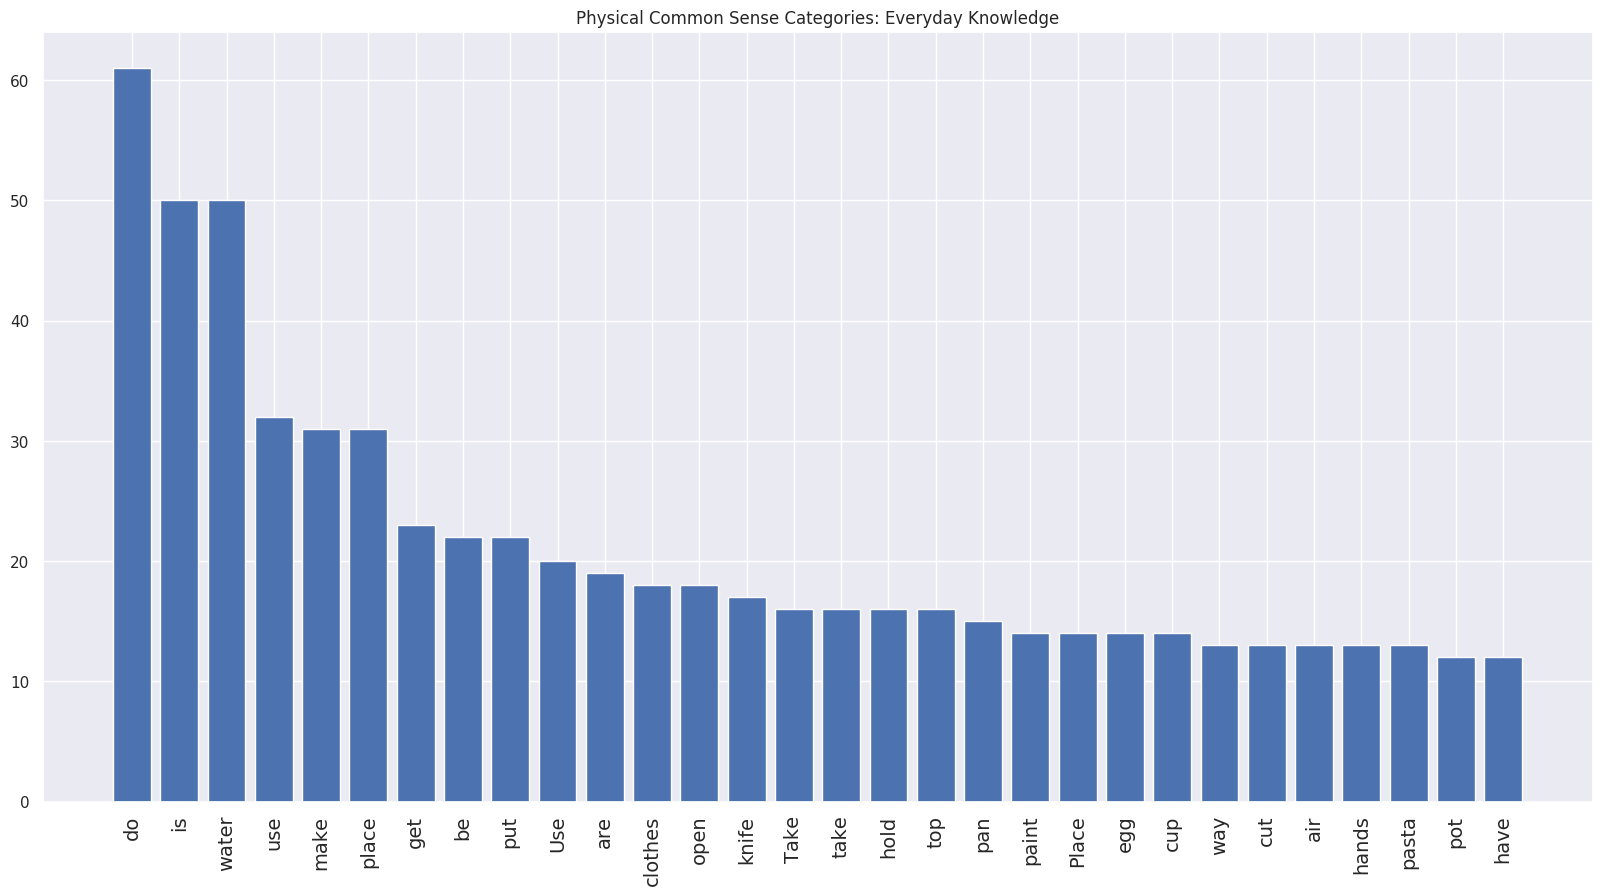 Physical Common Sense Categories: Everyday Knowledge
60
50
40
30
20
10
0
do
is
water
use
make
place
get
be
put
Use
are
clothes
open
knife
Take
take
hold
top
pan
paint
Place
egg
cup
way
cut
air
hands
pasta
pot
have